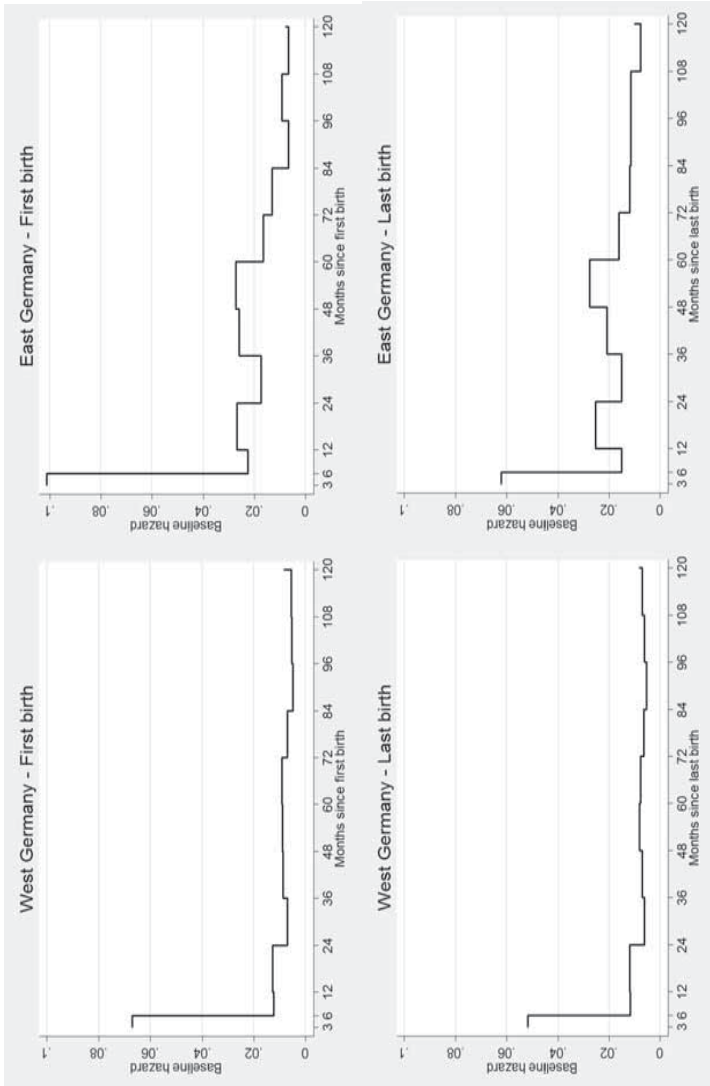 West Germany - First birth
Baseline hazard
.1
.08
.06
.04
.02
0
3 6 12 24 36 48 60 72 84 96 108 120
Months since first birth
East Germany - First birth
Baseline hazard
.1
.08
.06
.04
.02
0
3 6 12 24 36 48 60 72 84 96 108 120
Months since first birth
West Germany - Last birth
Baseline hazard
.1
.08
.06
.04
.02
0
3 6 12 24 36 48 60 72 84 96 108 120
Months since last birth
East Germany - Last birth
Baseline hazard
.1
.08
.06
.04
.02
0
3 6 12 24 36 48 60 72 84 96 108 120
Months since last birth